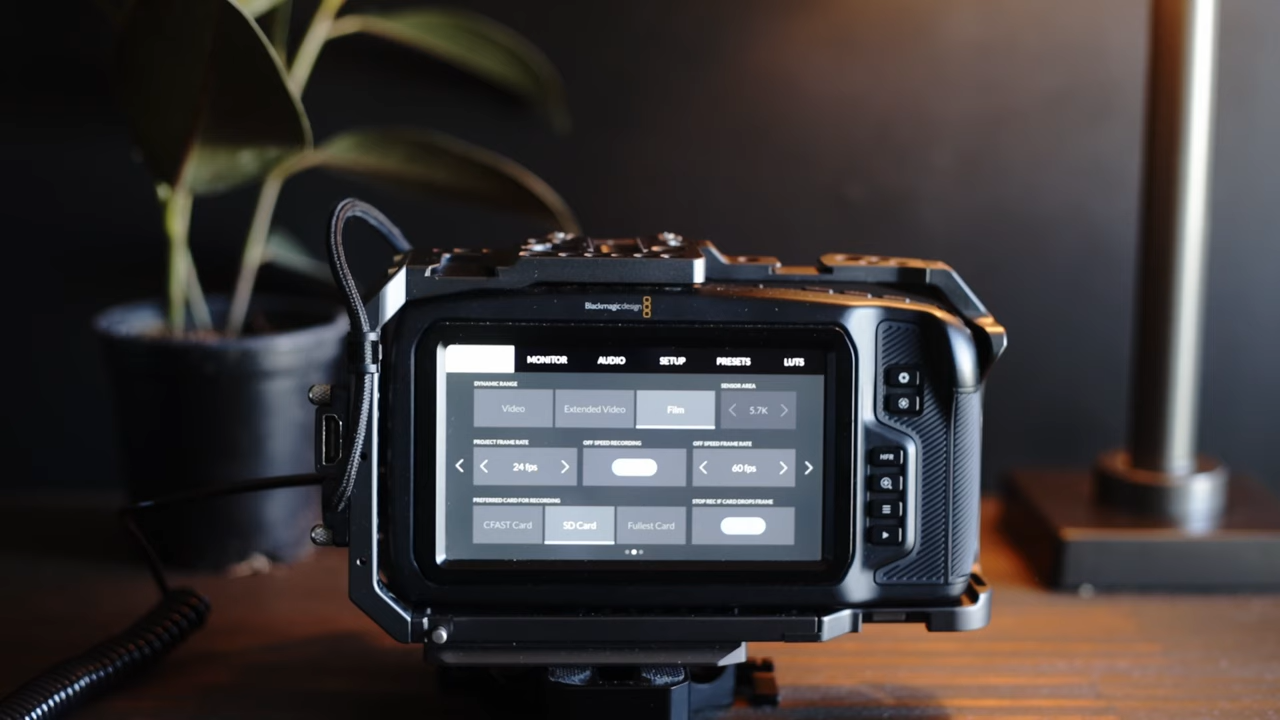 Blackmagicdesign
MONITOR AUDIO SETUP PRESETS LUTS
DYNAMIC RANGE SENSOR AREA
Video Extended Video Film 5.7K
PROJECT FRAME RATE OFF SPEED RECORDING OFF SPEED FRAME RATE
24 fps 60 fps
PREFERRED CARD FOR RECORDING STOP REC IF CARD DROPS FRAME
CFAST Card SD Card Fullest Card
HFR